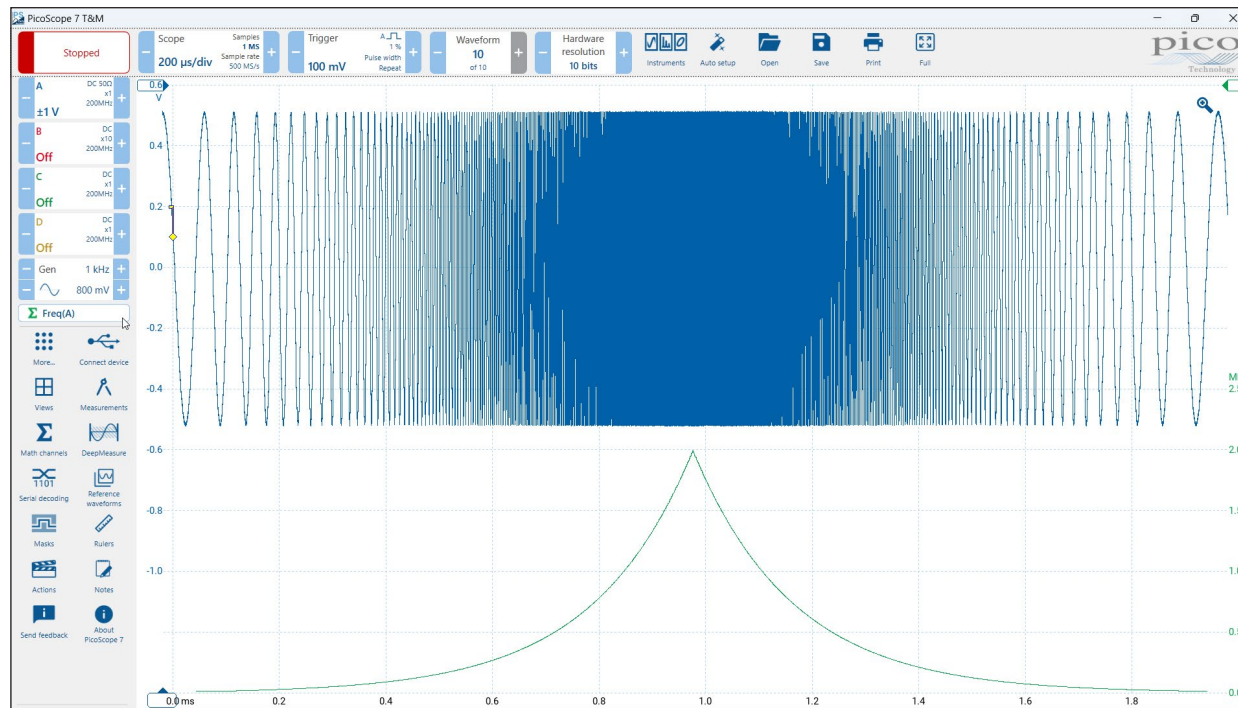 PS PicoScope 7 T&M
Stopped
Scope
200 µs/div
Samples
1 MS
Sample rate
500 MS/s
Trigger
100 mV
A
1 %
Pulse width
Repeat
Waveform
10
of 10
Hardware
resolution
10 bits
Instruments
Auto setup
Open
Save
Print
Full
pico
Technology
A
±1 V
DC 50Ω
x1
200MHz
B
Off
DC
x10
200MHz
C
Off
DC
x1
200MHz
D
Off
DC
x1
200MHz
Gen
1 kHz
800 mV
Σ Freq(A)
More...
Connect device
Views
Measurements
Math channels
DeepMeasure
1101
Serial decoding
Reference
waveforms
Masks
Rulers
Actions
Notes
Send feedback
About
PicoScope 7
0.6
V
0.4
0.2
0.0
-0.2
-0.4
-0.6
-0.8
-1.0
M
2.5
2.0
1.5
1.0
0.5
0.0
0.0 ms
0.2
0.4
0.6
0.8
1.0
1.2
1.4
1.6
1.8